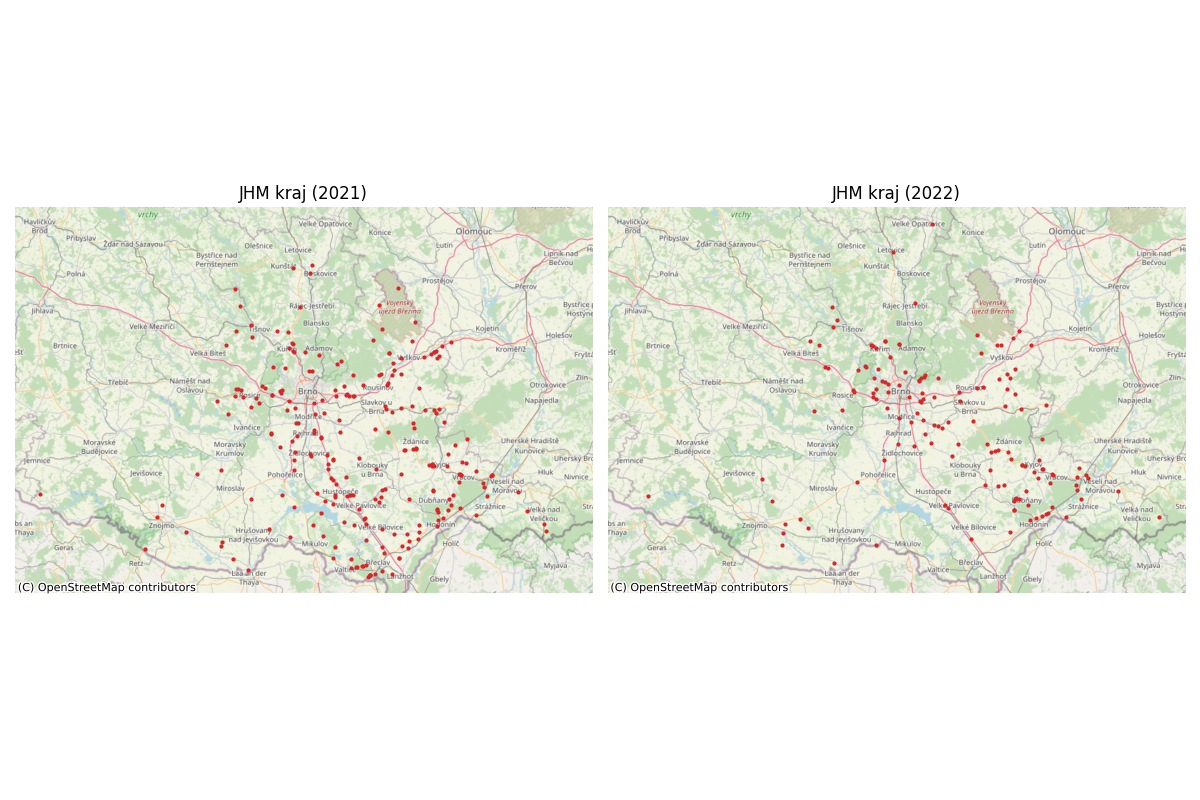 JHM kraj (2021)
vrchy
Velké Opatovice
Havlíčkův
Brod
Přibyslav
Žďár nad Sázavou
Olešnice
Konice
Olomouc
Letovice
Lutín
Bystřice nad
Pernštejnem
Lipník nad
Bečvou
Polná
Kunštát
Boskovice
Prostějov
Přerov
Jihlava
Rájec-Jestřebí
Vojenský
újezd Březina
Bystřice p
Hostýne
Velké Meziříčí
Tišnov
Blansko
Kojetín
Holešov
Brtnice
Velká Bíteš
Adamov
Vyškov
Kroměříž
Fryšt
Třebíč
Náměšť nad
Oslavou
Zlín
Otrokovice
Rosice
Brno
Rousínov
Napajedla
Slavkov u
Brna
Modřice
Ivančice
Rajhrad
Moravské
Budějovice
Moravský
Krumlov
Ždánice
Uherské Hradiště
Kunovice
Uherský Bro
Židlochovice
Jemnice
Jevišovice
Pohořelice
Klobouky
u Brna
Kyjov
Hluk
Nivnice
Vracov
Veselí nad
Moravou
Miroslav
Hustopeče
Dubňany
Velké Pavlovice
Strážnice
Velká nad
Veličkou
bs an
Thaya
Znojmo
Hrušovany
nad Jevišovkou
Velké Bílovice
Hodonín
Geras
Mikulov
Holíč
Retz
Břeclav
Myjava
Laa an der
Thaya
Valtice
Lanžhot
Gbely
(C) OpenStreetMap contributors
JHM kraj (2022)
vrchy
Velké Opatovice
Havlíčkův
Brod
Přibyslav
Žďár nad Sázavou
Olešnice
Konice
Olomouc
Letovice
Lutín
Bystřice nad
Pernštejnem
Lipník nad
Bečvou
Polná
Kunštát
Boskovice
Prostějov
Přerov
Jihlava
Rájec-Jestřebí
Vojenský
újezd Březina
Bystřice p
Hostýne
Velké Meziříčí
Tišnov
Blansko
Kojetín
Holešov
Brtnice
Velká Bíteš
Kuřim
Adamov
Vyškov
Kroměříž
Fryšt
Třebíč
Náměšť nad
Oslavou
Zlín
Otrokovice
Rosice
Brno
Rousínov
Napajedla
Slavkov u
Brna
Modřice
Ivančice
Rajhrad
Moravské
Budějovice
Moravský
Krumlov
Ždánice
Uherské Hradiště
Kunovice
Uherský Bro
Židlochovice
Jemnice
Jevišovice
Pohořelice
Klobouky
u Brna
Kyjov
Hluk
Nivnice
Vracov
Veselí nad
Moravou
Miroslav
Hustopeče
Dubňany
Velké Pavlovice
Strážnice
Velká nad
Veličkou
bs an
Thaya
Znojmo
Hrušovany
nad Jevišovkou
Velké Bílovice
Hodonín
Geras
Mikulov
Holíč
Retz
Břeclav
Myjava
Laa an der
Thaya
Valtice
Lanžhot
Gbely
(C) OpenStreetMap contributors